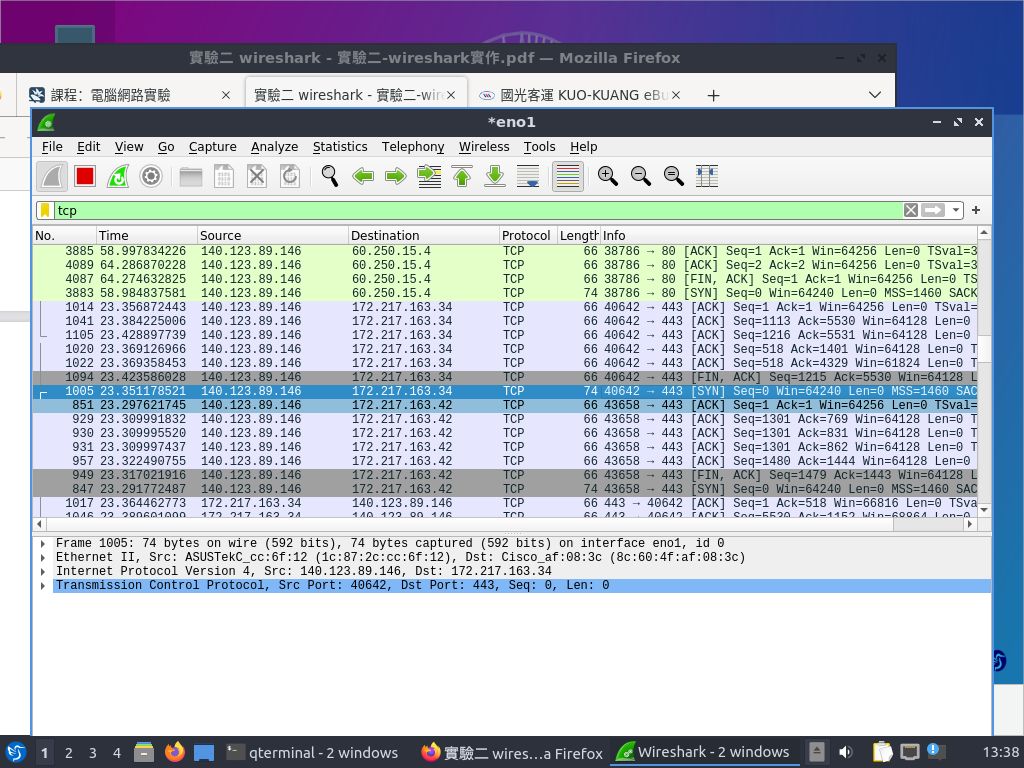 實驗二 wireshark - 實驗二-wireshark實作.pdf — Mozilla Firefox
課程：電腦網路實驗
實驗二 wireshark - 實驗二-wir
國光客運 KUO-KUANG eBu
*eno1
File Edit View Go Capture Analyze Statistics Telephony Wireless Tools Help
tcp
No. Time Source Destination Protocol Length Info
3885 58.997834226 140.123.89.146 60.250.15.4 TCP 66 38786 → 80 [ACK] Seq=1 Ack=1 Win=64256 Len=0 TSval=3
4089 64.286870228 140.123.89.146 60.250.15.4 TCP 66 38786 → 80 [ACK] Seq=2 Ack=2 Win=64256 Len=0 TSval=3
4087 64.274632825 140.123.89.146 60.250.15.4 TCP 66 38786 → 80 [FIN, ACK] Seq=1 Ack=1 Win=64256 Len=0 TS
3883 58.984837581 140.123.89.146 60.250.15.4 TCP 74 38786 → 80 [SYN] Seq=0 Win=64240 Len=0 MSS=1460 SACK
1014 23.356872443 140.123.89.146 172.217.163.34 TCP 66 40642 → 443 [ACK] Seq=1 Ack=1 Win=64256 Len=0 TSval=
1041 23.384225006 140.123.89.146 172.217.163.34 TCP 66 40642 → 443 [ACK] Seq=1113 Ack=5530 Win=64128 Len=0
1105 23.428897739 140.123.89.146 172.217.163.34 TCP 66 40642 → 443 [ACK] Seq=1216 Ack=5531 Win=64128 Len=0
1020 23.369126966 140.123.89.146 172.217.163.34 TCP 66 40642 → 443 [ACK] Seq=518 Ack=1401 Win=64128 Len=0 T
1022 23.369358453 140.123.89.146 172.217.163.34 TCP 66 40642 → 443 [ACK] Seq=518 Ack=4329 Win=61824 Len=0 T
1094 23.423586028 140.123.89.146 172.217.163.34 TCP 66 40642 → 443 [FIN, ACK] Seq=1215 Ack=5530 Win=64128 L
1005 23.351178521 140.123.89.146 172.217.163.34 TCP 74 40642 → 443 [SYN] Seq=0 Win=64240 Len=0 MSS=1460 SAC
851 23.297621745 140.123.89.146 172.217.163.42 TCP 66 43658 → 443 [ACK] Seq=1 Ack=1 Win=64256 Len=0 TSval=
929 23.309991832 140.123.89.146 172.217.163.42 TCP 66 43658 → 443 [ACK] Seq=1301 Ack=769 Win=64128 Len=0 T
930 23.309995520 140.123.89.146 172.217.163.42 TCP 66 43658 → 443 [ACK] Seq=1301 Ack=831 Win=64128 Len=0 T
931 23.309997437 140.123.89.146 172.217.163.42 TCP 66 43658 → 443 [ACK] Seq=1301 Ack=862 Win=64128 Len=0 T
957 23.322490755 140.123.89.146 172.217.163.42 TCP 66 43658 → 443 [ACK] Seq=1480 Ack=1444 Win=64128 Len=0
949 23.317021916 140.123.89.146 172.217.163.42 TCP 66 43658 → 443 [FIN, ACK] Seq=1479 Ack=1443 Win=64128 L
847 23.291772487 140.123.89.146 172.217.163.42 TCP 74 43658 → 443 [SYN] Seq=0 Win=64240 Len=0 MSS=1460 SAC
1017 23.364462773 172.217.163.34 140.123.89.146 TCP 66 443 → 40642 [ACK] Seq=1 Ack=518 Win=66816 Len=0 TSva
1046 23.389601099 172.217.163.34 140.123.89.146 TCP 66 443 → 40642 [ACK] Seq=5530 Ack=1152 Win=68864 Len=0
Frame 1005: 74 bytes on wire (592 bits), 74 bytes captured (592 bits) on interface eno1, id 0
Ethernet II, Src: ASUSTekC_cc:6f:12 (1c:87:2c:cc:6f:12), Dst: Cisco_af:08:3c (8c:60:4f:af:08:3c)
Internet Protocol Version 4, Src: 140.123.89.146, Dst: 172.217.163.34
Transmission Control Protocol, Src Port: 40642, Dst Port: 443, Seq: 0, Len: 0
1 2 3 4 qterminal - 2 windows 實驗二 wires...a Firefox Wireshark - 2 windows 13:38